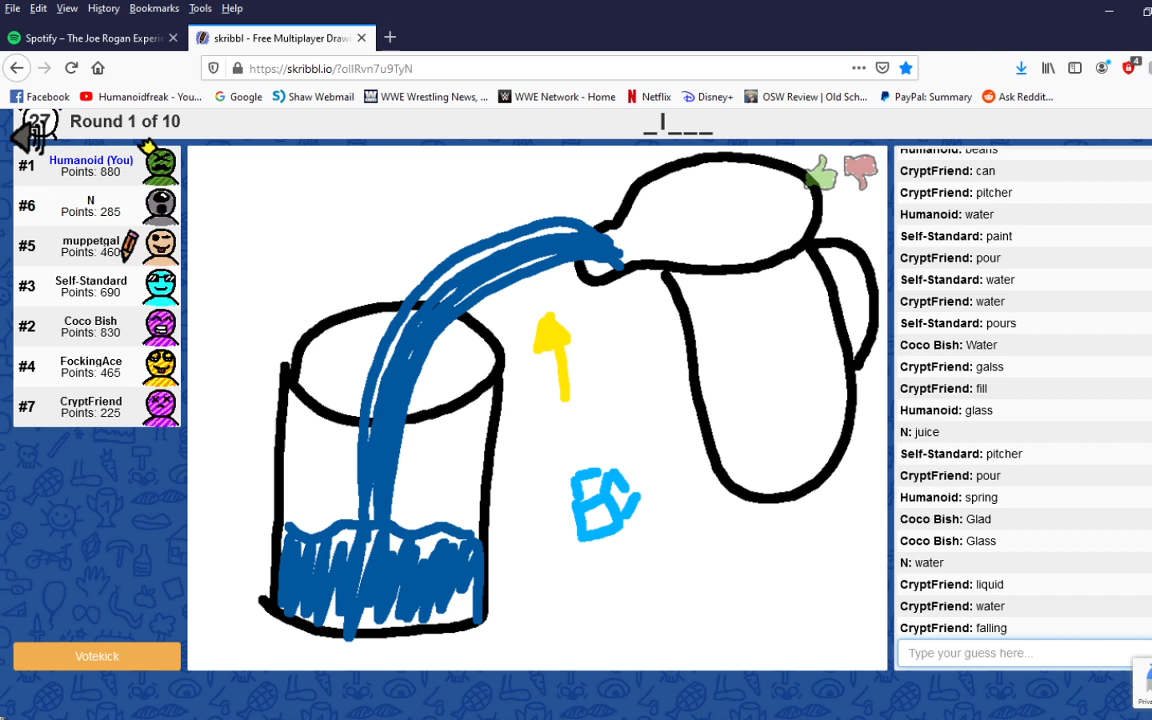 File Edit View History Bookmarks Tools Help
Spotify – The Joe Rogan Experi
skribbl - Free Multiplayer Draw
https://skribbl.io/?olIRvn7u9TyN
4
Facebook Humanoidfreak - You... Google Shaw Webmail WWE Wrestling News, ... WWE Network - Home Netflix Disney+ OSW Review | Old Sch... PayPal: Summary Ask Reddit...
27 Round 1 of 10 _l___
#1 Humanoid (You)
Points: 880
#6 N
Points: 285
#5 muppetgal
Points: 460
#3 Self-Standard
Points: 690
#2 Coco Bish
Points: 830
#4 FockingAce
Points: 465
#7 CryptFriend
Points: 225
Votekick
BC
Humanoid: beans
CryptFriend: can
CryptFriend: pitcher
Humanoid: water
Self-Standard: paint
CryptFriend: pour
Self-Standard: water
CryptFriend: water
Self-Standard: pours
Coco Bish: Water
CryptFriend: galss
CryptFriend: fill
Humanoid: glass
N: juice
Self-Standard: pitcher
CryptFriend: pour
Humanoid: spring
Coco Bish: Glad
Coco Bish: Glass
N: water
CryptFriend: liquid
CryptFriend: water
CryptFriend: falling
Type your guess here...